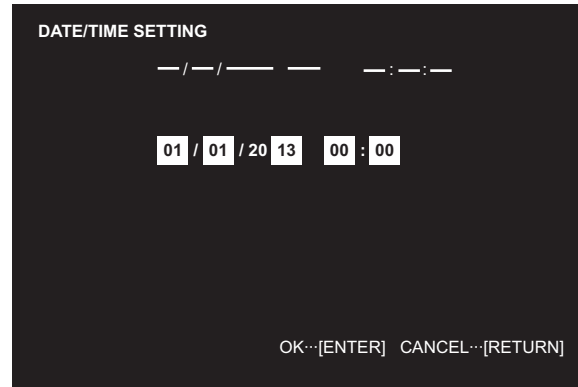 DATE/TIME SETTING
—/—/—— —— —:—:—
01 / 01 / 20 13 00 : 00
OK···[ENTER] CANCEL···[RETURN]